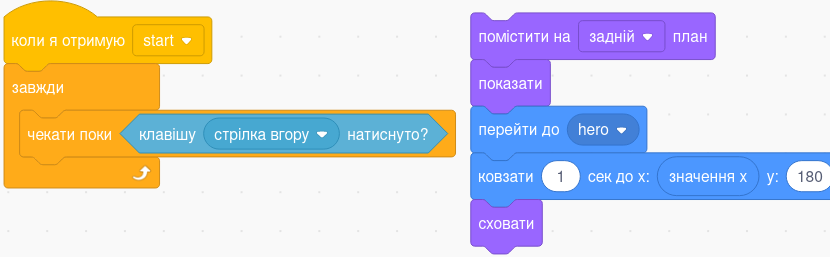 коли я отримую start
завжди
чекати поки клавішу стрілка вгору натиснуто?
помістити на задній план
показати
перейти до hero
ковзати 1 сек до x: значення x y: 180
сховати